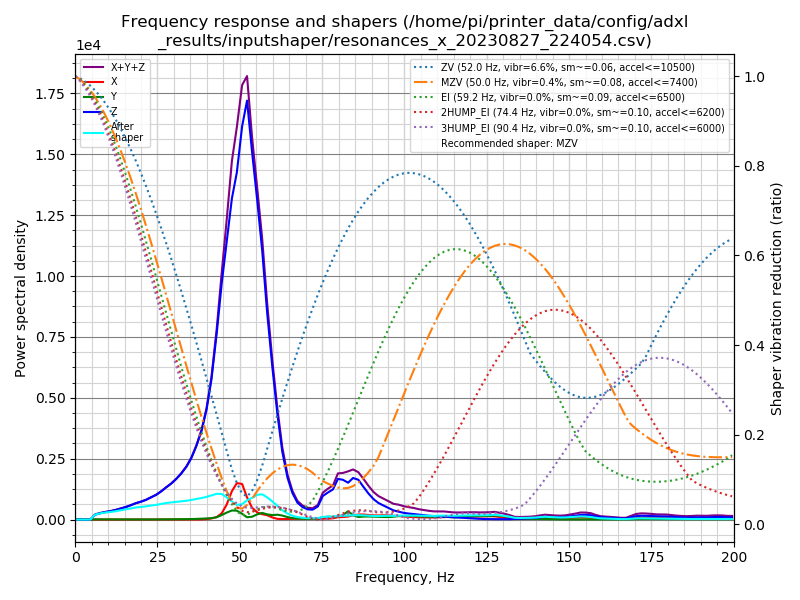 Frequency response and shapers (/home/pi/printer_data/config/adxl
_results/inputshaper/resonances_x_20230827_224054.csv)
1e4
X+Y+Z
X
Y
Z
After
shaper
ZV (52.0 Hz, vibr=6.6%, sm~=0.06, accel<=10500)
MZV (50.0 Hz, vibr=0.4%, sm~=0.08, accel<=7400)
EI (59.2 Hz, vibr=0.0%, sm~=0.09, accel<=6500)
2HUMP_EI (74.4 Hz, vibr=0.0%, sm~=0.10, accel<=6200)
3HUMP_EI (90.4 Hz, vibr=0.0%, sm~=0.10, accel<=6000)
Recommended shaper: MZV
Power spectral density
1.75
1.50
1.25
1.00
0.75
0.50
0.25
0.00
1.0
0.8
0.6
0.4
0.2
0.0
Shaper vibration reduction (ratio)
0 25 50 75 100 125 150 175 200
Frequency, Hz